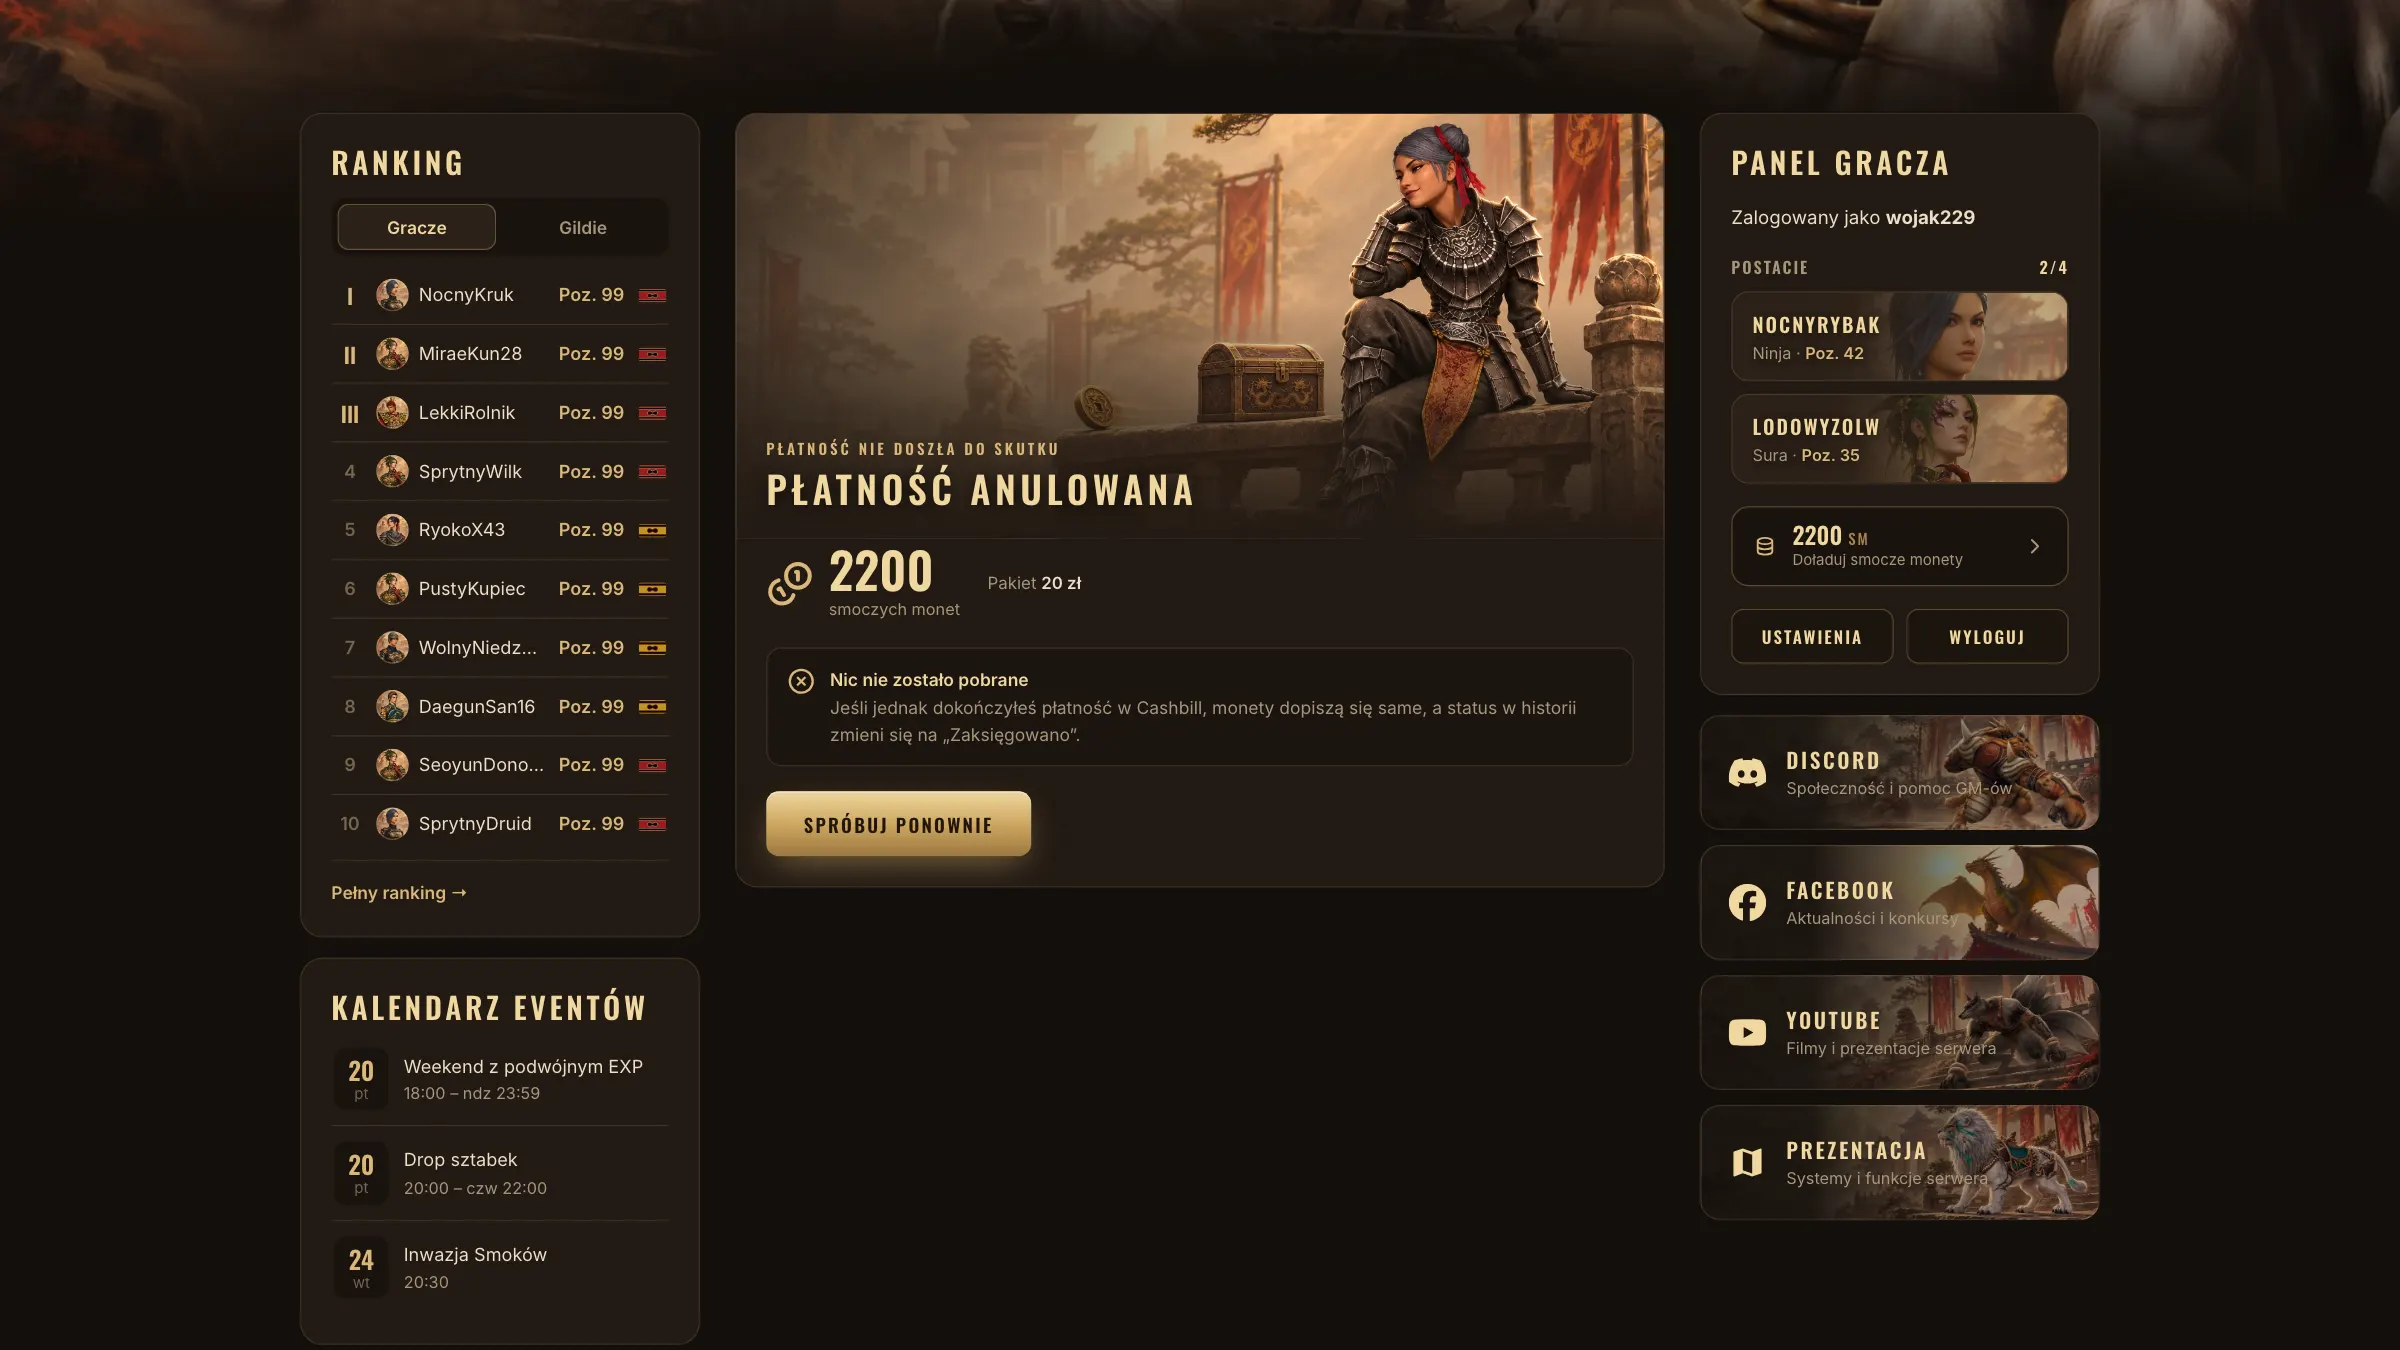 RANKING
Gracze
Gildie
I NocnyKruk Poz. 99
II MiraeKun28 Poz. 99
III LekkiRolnik Poz. 99
4 SprytnyWilk Poz. 99
5 RyokoX43 Poz. 99
6 PustyKupiec Poz. 99
7 WolnyNiedz... Poz. 99
8 DaegunSan16 Poz. 99
9 SeoyunDono... Poz. 99
10 SprytnyDruid Poz. 99
Pełny ranking →
KALENDARZ EVENTÓW
20 pt
Weekend z podwójnym EXP
18:00 – ndz 23:59
20 pt
Drop sztabek
20:00 – czw 22:00
24 wt
Inwazja Smoków
20:30
PŁATNOŚĆ NIE DOSZŁA DO SKUTKU
PŁATNOŚĆ ANULOWANA
2200
smoczych monet
Pakiet 20 zł
Nic nie zostało pobrane
Jeśli jednak dokończyłeś płatność w Cashbill, monety dopiszą się same, a status w historii
zmieni się na „Zaksięgowano”.
SPRÓBUJ PONOWNIE
PANEL GRACZA
Zalogowany jako wojak229
POSTACIE 2/4
NOCNYRYBAK
Ninja · Poz. 42
LODOWYZOLW
Sura · Poz. 35
2200 SM
Doładuj smocze monety
USTAWIENIA
WYLOGUJ
DISCORD
Społeczność i pomoc GM-ów
FACEBOOK
Aktualności i konkursy
YOUTUBE
Filmy i prezentacje serwera
PREZENTACJA
Systemy i funkcje serwera